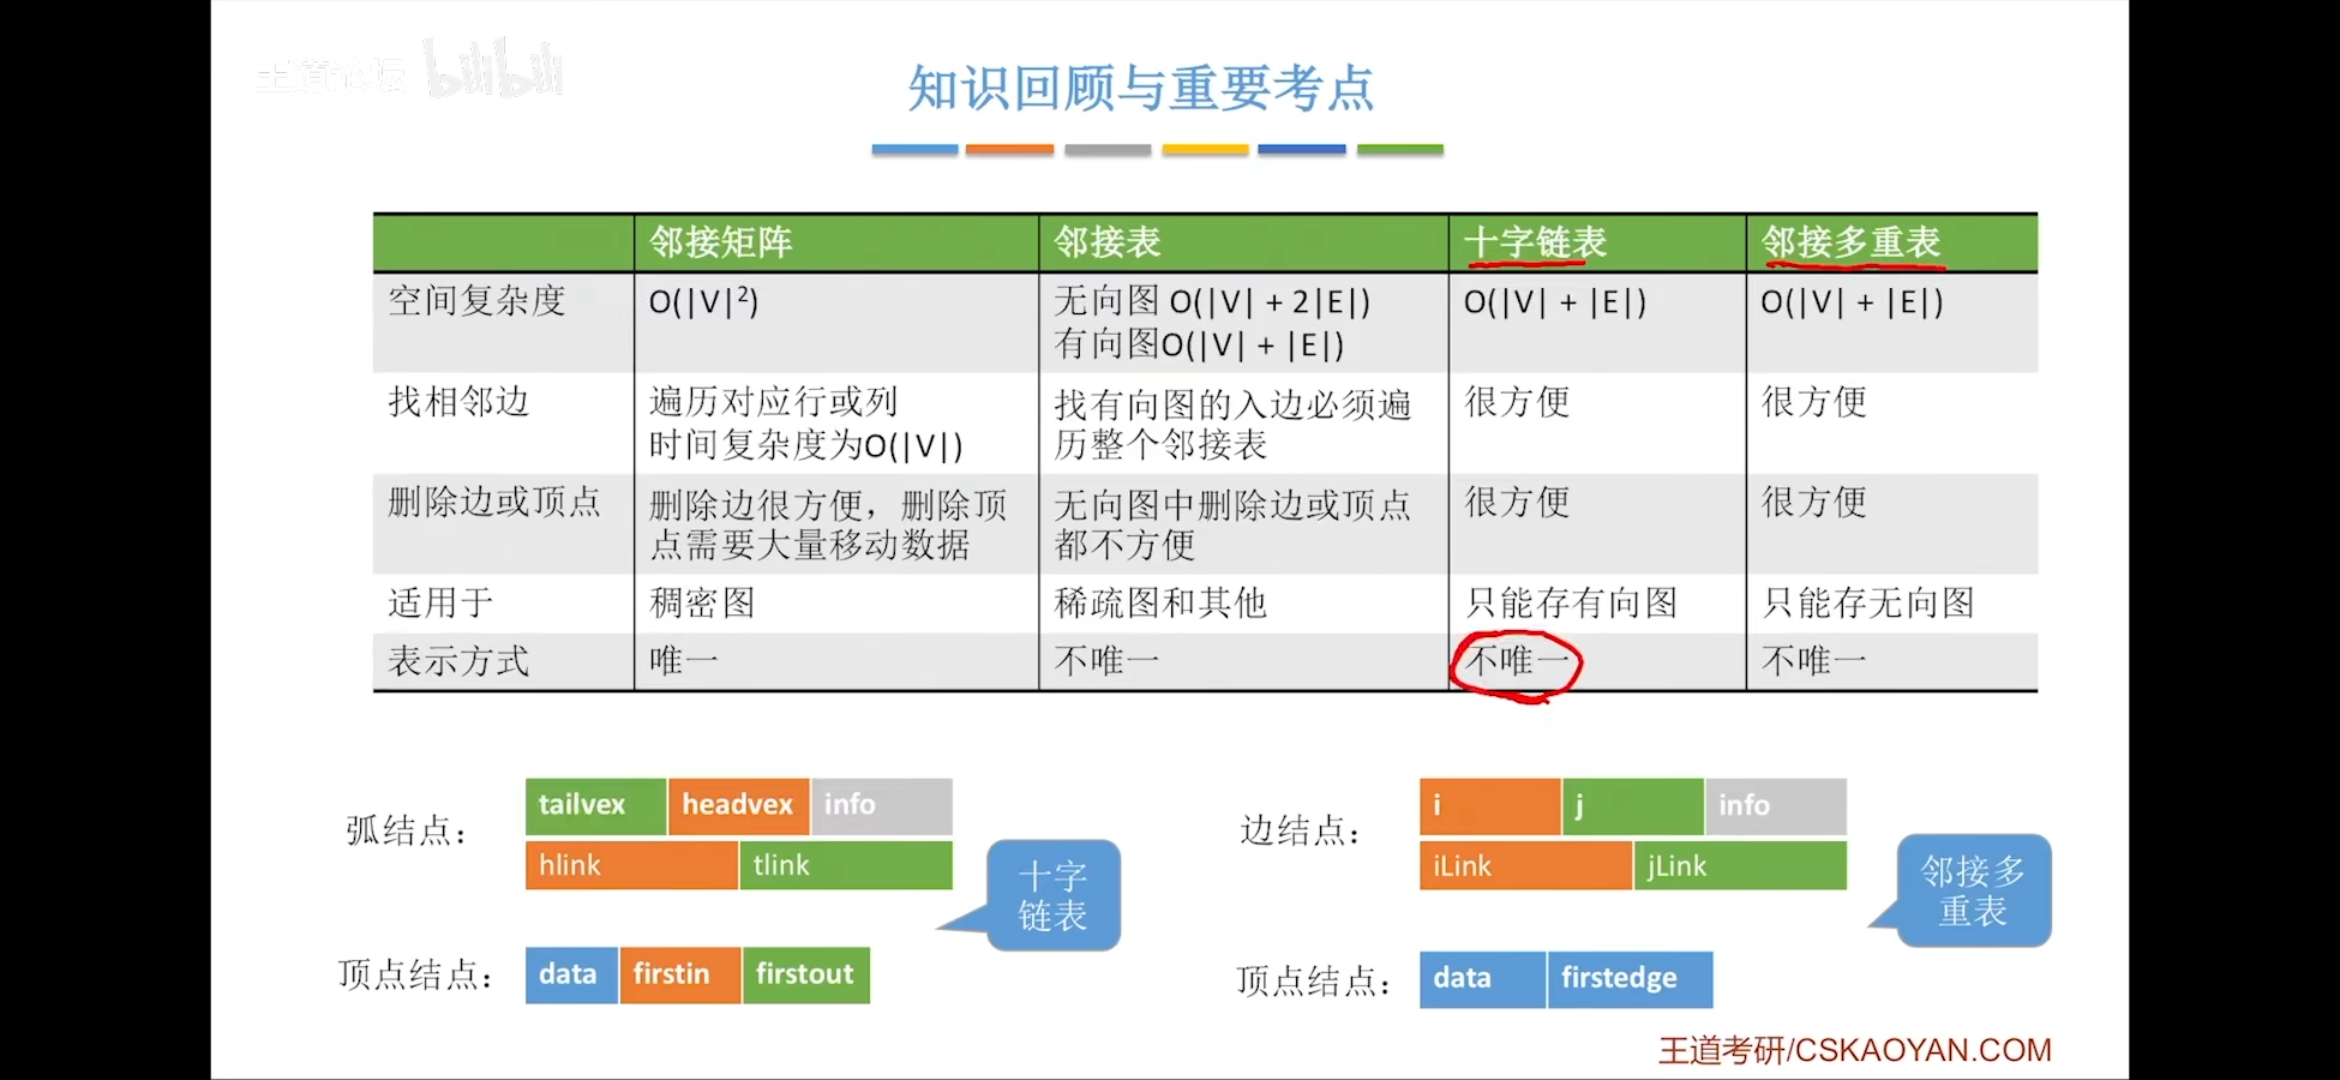 王道论坛 bilibili
知识回顾与重要考点
邻接矩阵 邻接表 十字链表 邻接多重表
空间复杂度 O(|V|²) 无向图 O(|V| + 2|E|) O(|V| + |E|) O(|V| + |E|)
有向图O(|V| + |E|)
找相邻边 遍历对应行或列 找有向图的入边必须遍 很方便 很方便
时间复杂度为O(|V|) 历整个邻接表
删除边或顶点 删除边很方便，删除顶 无向图中删除边或顶点 很方便 很方便
点需要大量移动数据 都不方便
适用于 稠密图 稀疏图和其他 只能存有向图 只能存无向图
表示方式 唯一 不唯一 不唯一 不唯一
弧结点： tailvex headvex info
hlink tlink
十字
链表
顶点结点： data firstin firstout
边结点： i j info
iLink jLink
邻接多
重表
顶点结点： data firstedge
王道考研/CSKAOYAN.COM